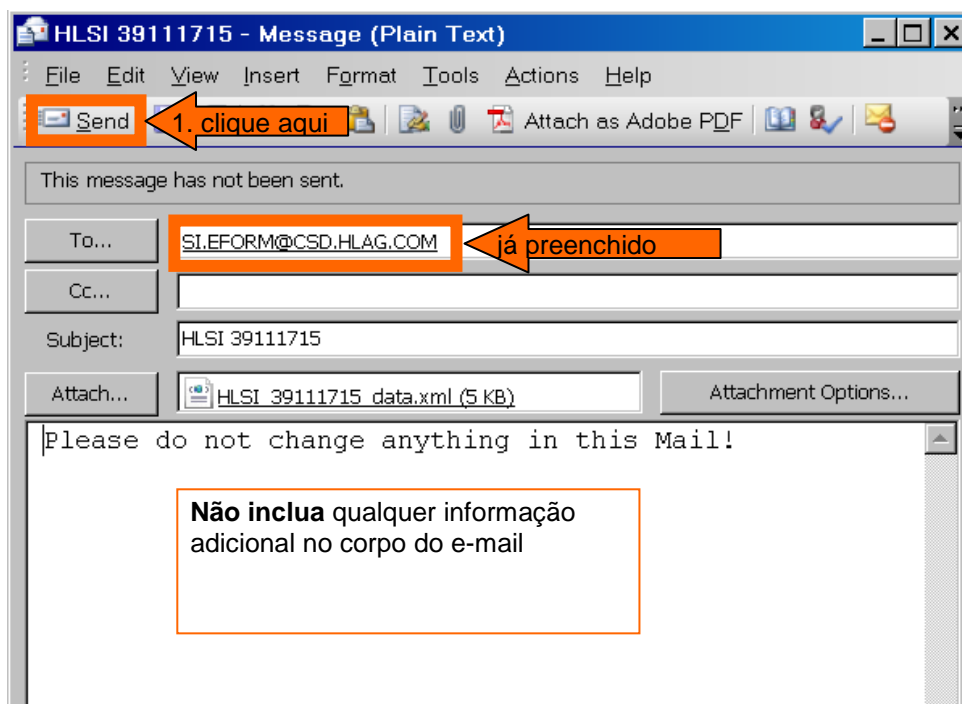 HLSI 39111715 - Message (Plain Text)
File Edit View Insert Format Tools Actions Help
Send 1. clique aqui Attach as Adobe PDF
This message has not been sent.
To... SI.EFORM@CSD.HLAG.COM já preenchido
Cc...
Subject: HLSI 39111715
Attach... HLSI_39111715_data.xml (5 KB) Attachment Options...
Please do not change anything in this Mail!
Não inclua qualquer informação
adicional no corpo do e-mail